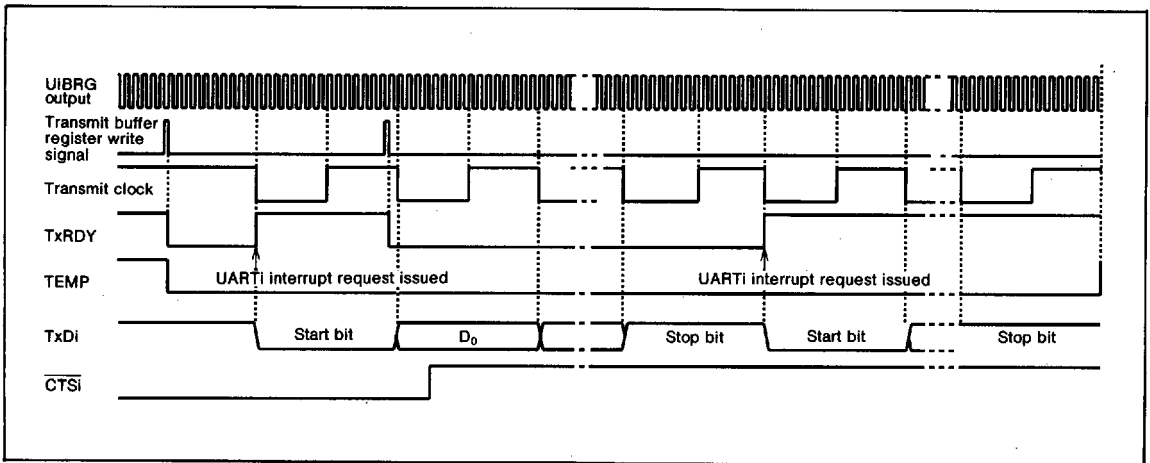 UiBRG
output
Transmit buffer
register write
signal
Transmit clock
TxRDY
UARTi interrupt request issued
UARTi interrupt request issued
TEMP
TxDi
Start bit
D₀
Stop bit
Start bit
Stop bit
CTSi